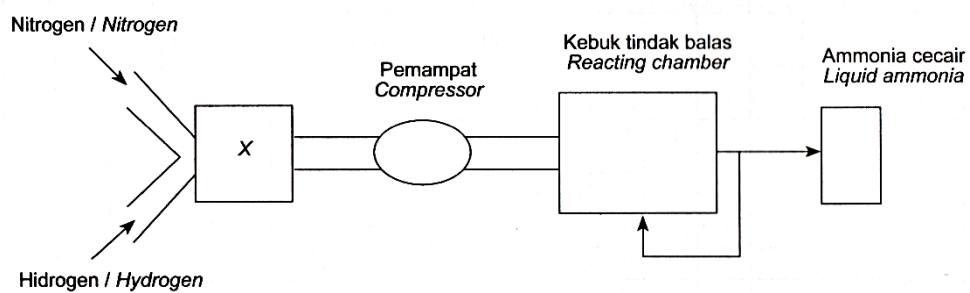 Nitrogen / Nitrogen
Pemampat
Compressor
Kebuk tindak balas
Reacting chamber
Ammonia cecair
Liquid ammonia
X
Hidrogen / Hydrogen